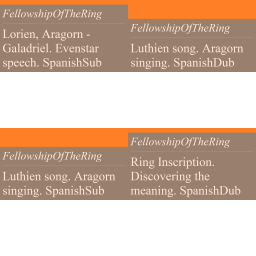 FellowshipOfTheRing
Lorien, Aragorn -
Galadriel. Evenstar
speech. SpanishSub
FellowshipOfTheRing
Luthien song. Aragorn
singing. SpanishDub
FellowshipOfTheRing
Luthien song. Aragorn
singing. SpanishSub
FellowshipOfTheRing
Ring Inscription.
Discovering the
meaning. SpanishDub